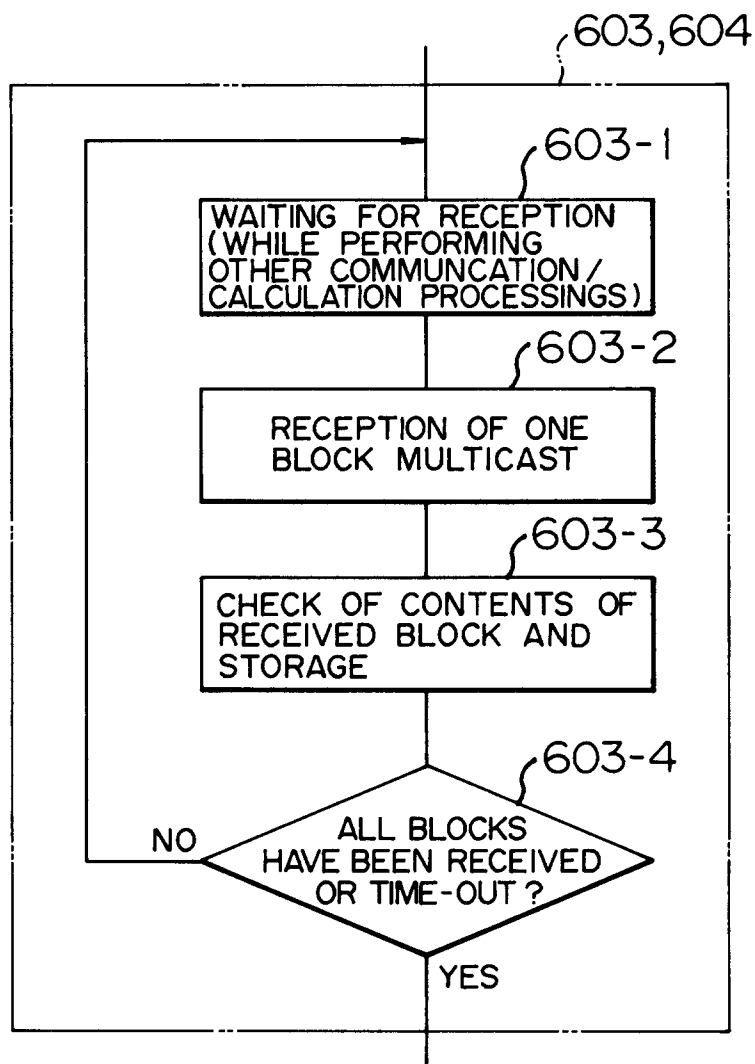 603,604
603-1
WAITING FOR RECEPTION
(WHILE PERFORMING
OTHER COMMUNCATION/
CALCULATION PROCESSINGS)
603-2
RECEPTION OF ONE
BLOCK MULTICAST
603-3
CHECK OF CONTENTS OF
RECEIVED BLOCK AND
STORAGE
603-4
NO
ALL BLOCKS
HAVE BEEN RECEIVED
OR TIME-OUT ?
YES